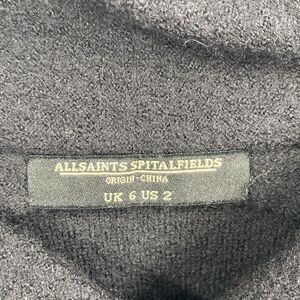 ALLSAINTS SPITALFIELDS
ORIGIN-CHINA
UK 6 US 2